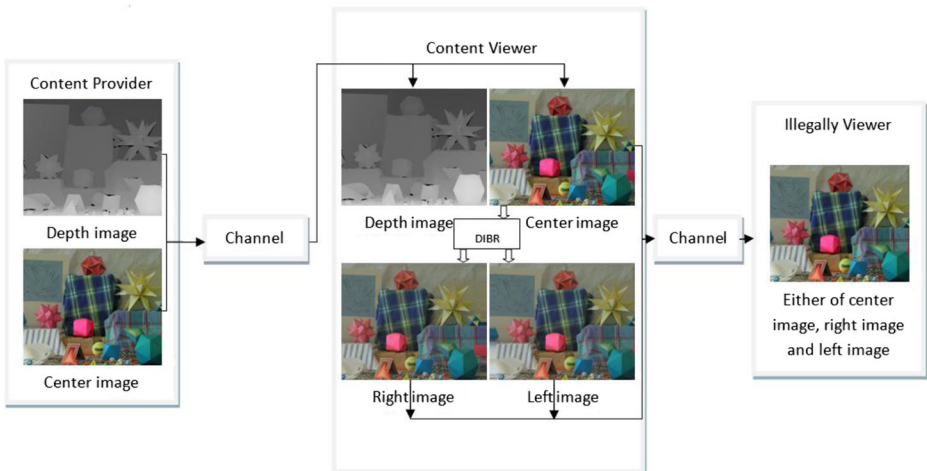 Content Provider
Depth image
Center image
Channel
Content Viewer
Depth image
Center image
DIBR
Right image
Left image
Channel
Illegally Viewer
Either of center
image, right image
and left image